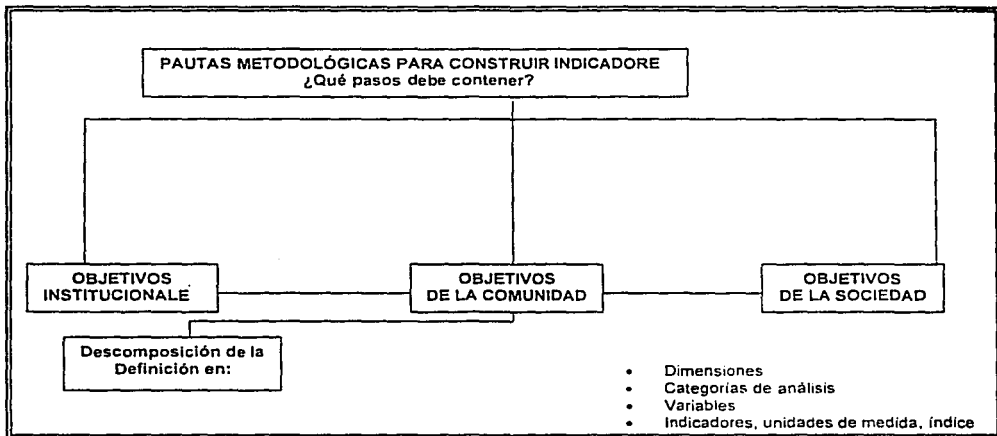 PAUTAS METODOLÓGICAS PARA CONSTRUIR INDICADORE
¿Qué pasos debe contener?
OBJETIVOS
INSTITUCIONALE
OBJETIVOS
DE LA COMUNIDAD
OBJETIVOS
DE LA SOCIEDAD
Descomposición de la
Definición en:
• Dimensiones
• Categorías de análisis
• Variables
• Indicadores, unidades de medida, índice